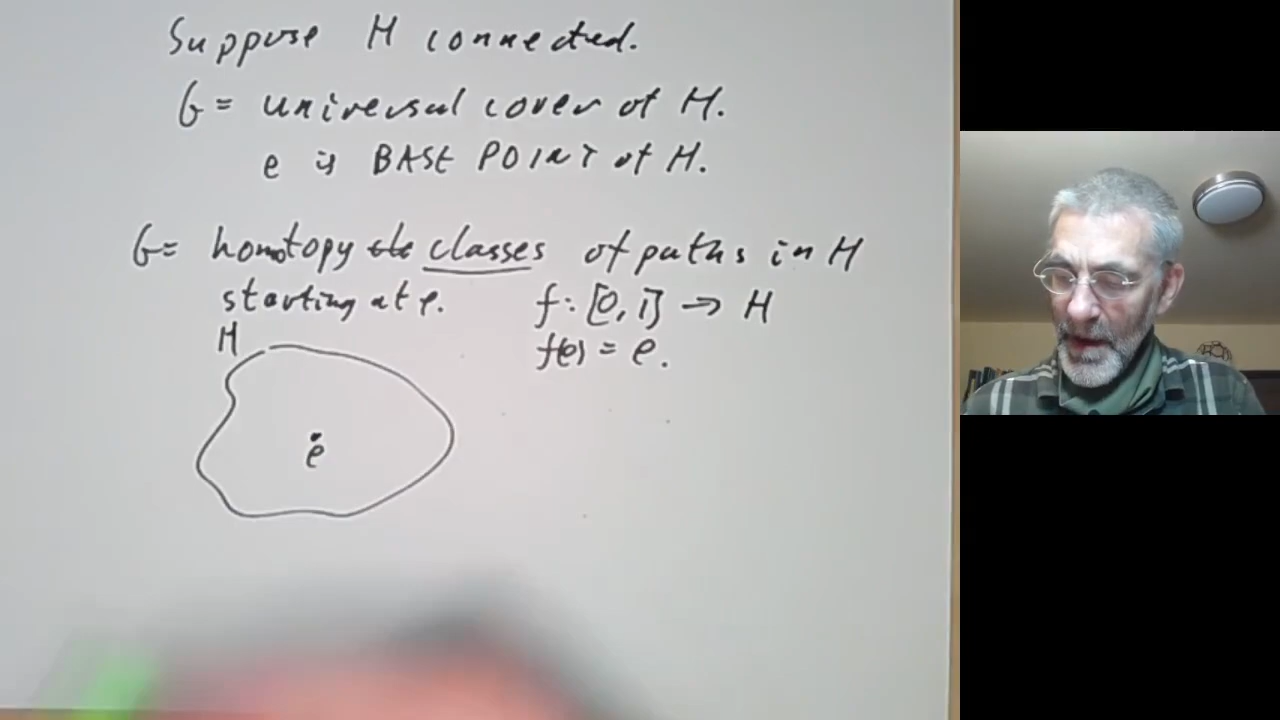 Suppose H connected.
G = universal cover of H.
e is BASE POINT of H.
G = homotopy classes of paths in H
starting at e. f: [0, 1] → H
H f(0) = e.
e